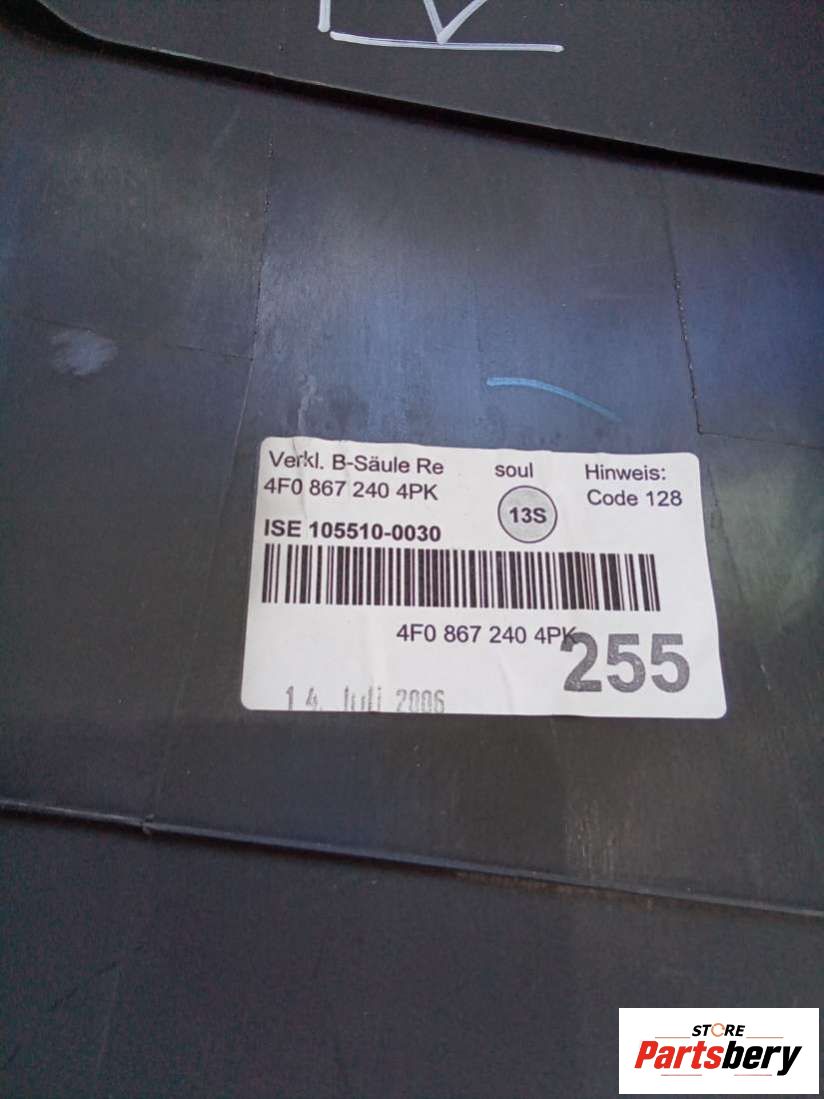 Verkl. B-Säule Re
4F0 867 240 4PK
soul
13S
Hinweis:
Code 128
ISE 105510-0030
4F0 867 240 4PK
255
14. Juli 2006
STORE
Partsbery